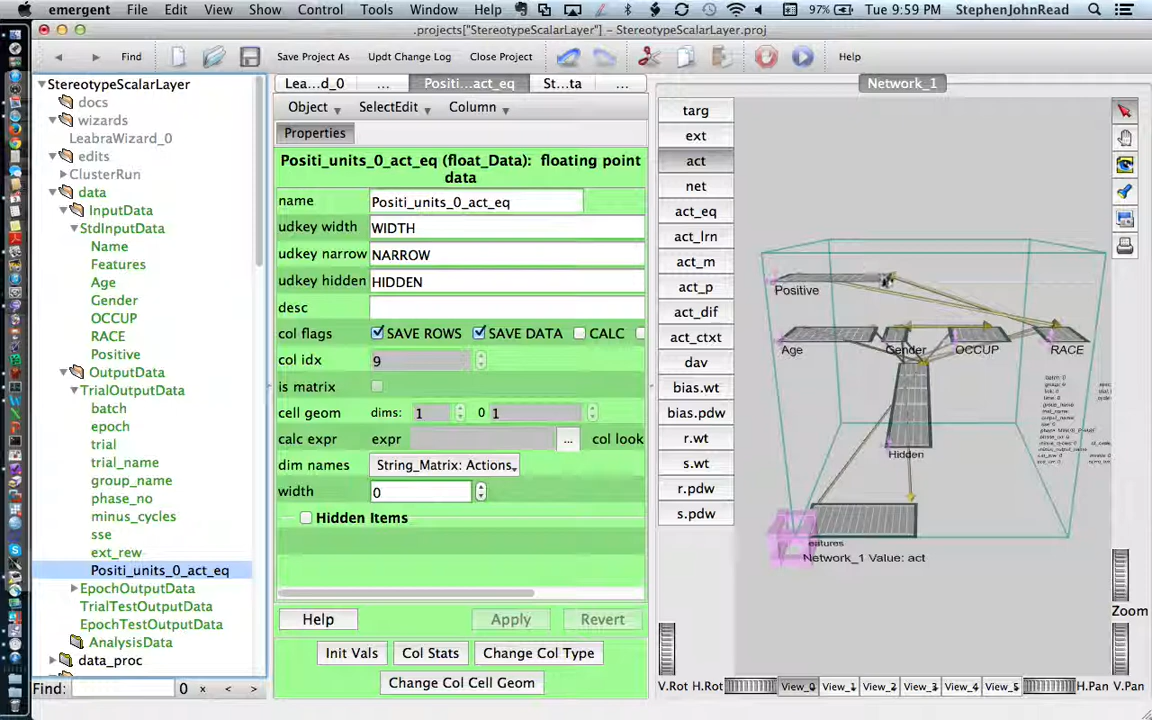 emergent File Edit View Show Control Tools Window Help 97% Tue 9:59 PM StephenJohnRead
.projects["StereotypeScalarLayer"] – StereotypeScalarLayer.proj
Find Save Project As Updt Change Log Close Project Help
StereotypeScalarLayer
docs
wizards
LeabraWizard_0
edits
ClusterRun
data
InputData
StdInputData
Name
Features
Age
Gender
OCCUP
RACE
Positive
OutputData
TrialOutputData
batch
epoch
trial
trial_name
group_name
phase_no
minus_cycles
sse
ext_rew
Positi_units_0_act_eq
EpochOutputData
TrialTestOutputData
EpochTestOutputData
AnalysisData
data_proc
Find: 0 × < >
Lea...d_0 ... Positi...act_eq St...ta ...
Object SelectEdit Column
Properties
Positi_units_0_act_eq (float_Data): floating point
data
name Positi_units_0_act_eq
udkey width WIDTH
udkey narrow NARROW
udkey hidden HIDDEN
desc
col flags SAVE ROWS SAVE DATA CALC
col idx 9
is matrix
cell geom dims: 1 0 1
calc expr expr ... col look
dim names String_Matrix: Actions
width 0
Hidden Items
Help Apply Revert
Init Vals Col Stats Change Col Type
Change Col Cell Geom
Network_1
targ
ext
act
net
act_eq
act_lrn
act_m
act_p
act_dif
act_ctxt
dav
bias.wt
bias.pdw
r.wt
s.wt
r.pdw
s.pdw
Positive
Age Gender OCCUP RACE
Hidden
Network_1 Value: act
Zoom
V.Rot H.Rot View_0 View_1 View_2 View_3 View_4 View_5 H.Pan V.Pan